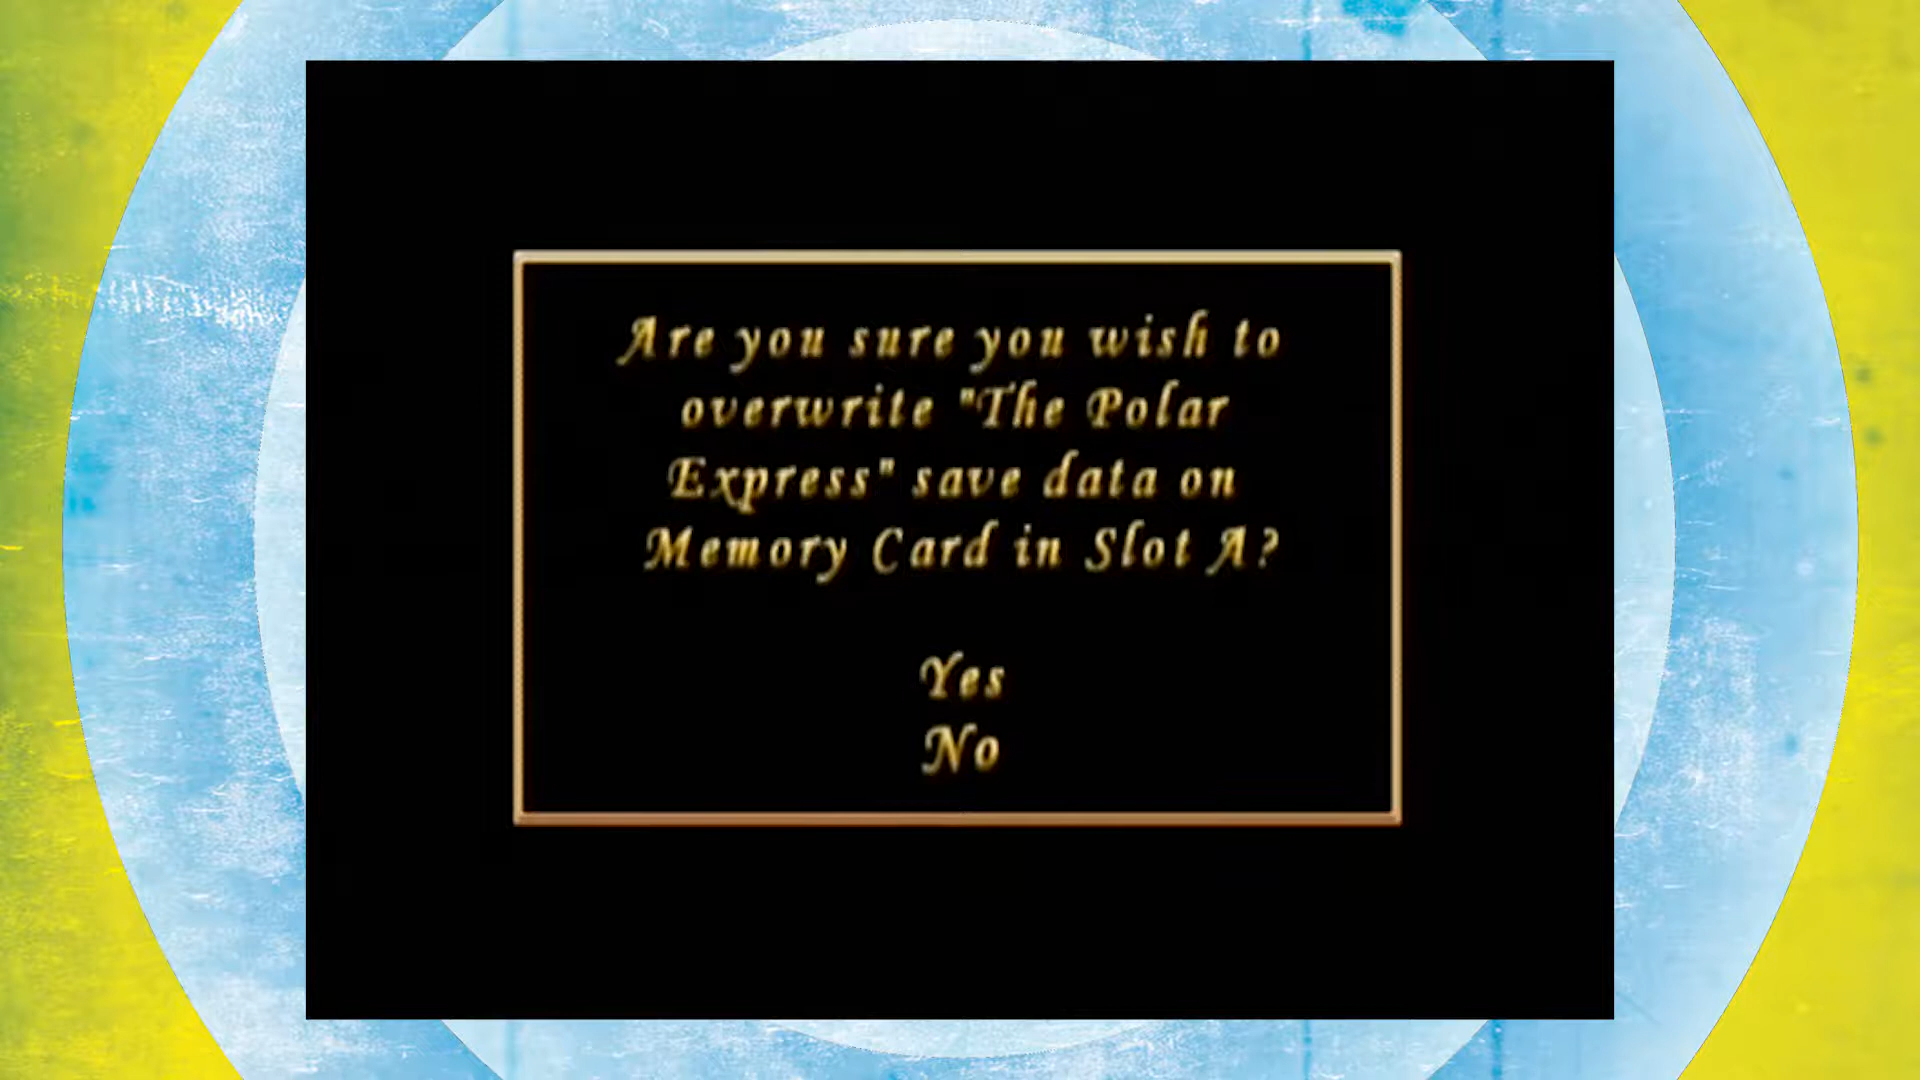 Are you sure you wish to
overwrite "The Polar
Express" save data on
Memory Card in Slot A?
Yes
No